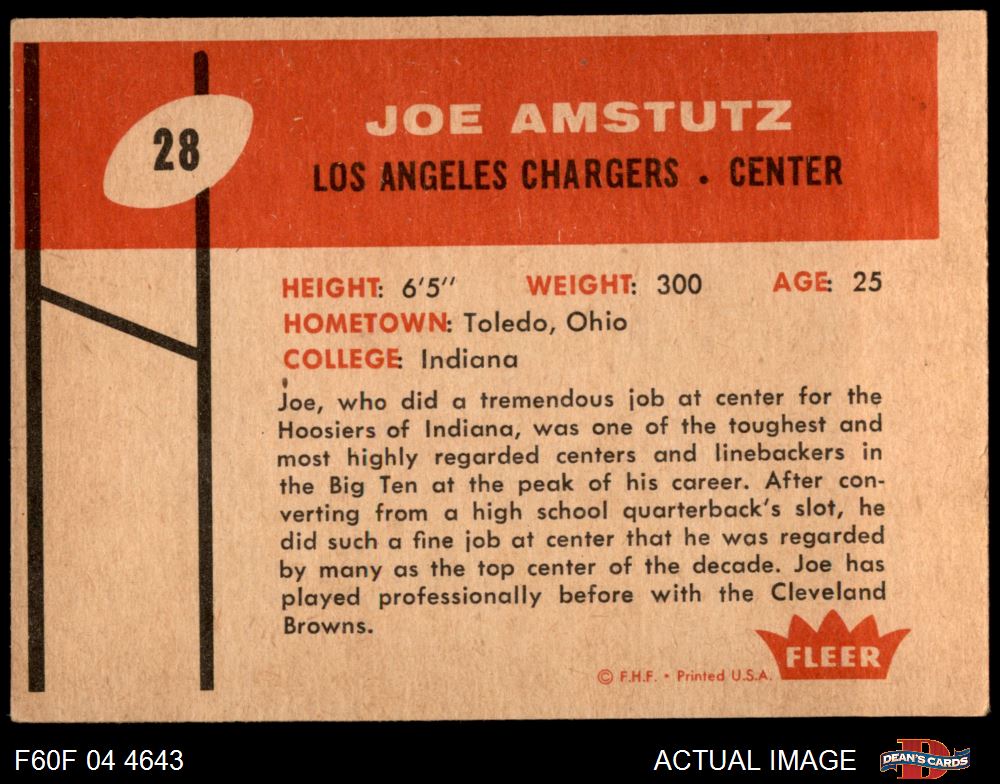 28
JOE AMSTUTZ
LOS ANGELES CHARGERS . CENTER
HEIGHT: 6'5" WEIGHT: 300 AGE: 25
HOMETOWN: Toledo, Ohio
COLLEGE: Indiana
Joe, who did a tremendous job at center for the
Hoosiers of Indiana, was one of the toughest and
most highly regarded centers and linebackers in
the Big Ten at the peak of his career. After con-
verting from a high school quarterback's slot, he
did such a fine job at center that he was regarded
by many as the top center of the decade. Joe has
played professionally before with the Cleveland
Browns.
FLEER
© F.H.F. • Printed U.S.A.
F60F 04 4643 ACTUAL IMAGE D DEAN'S CARDS